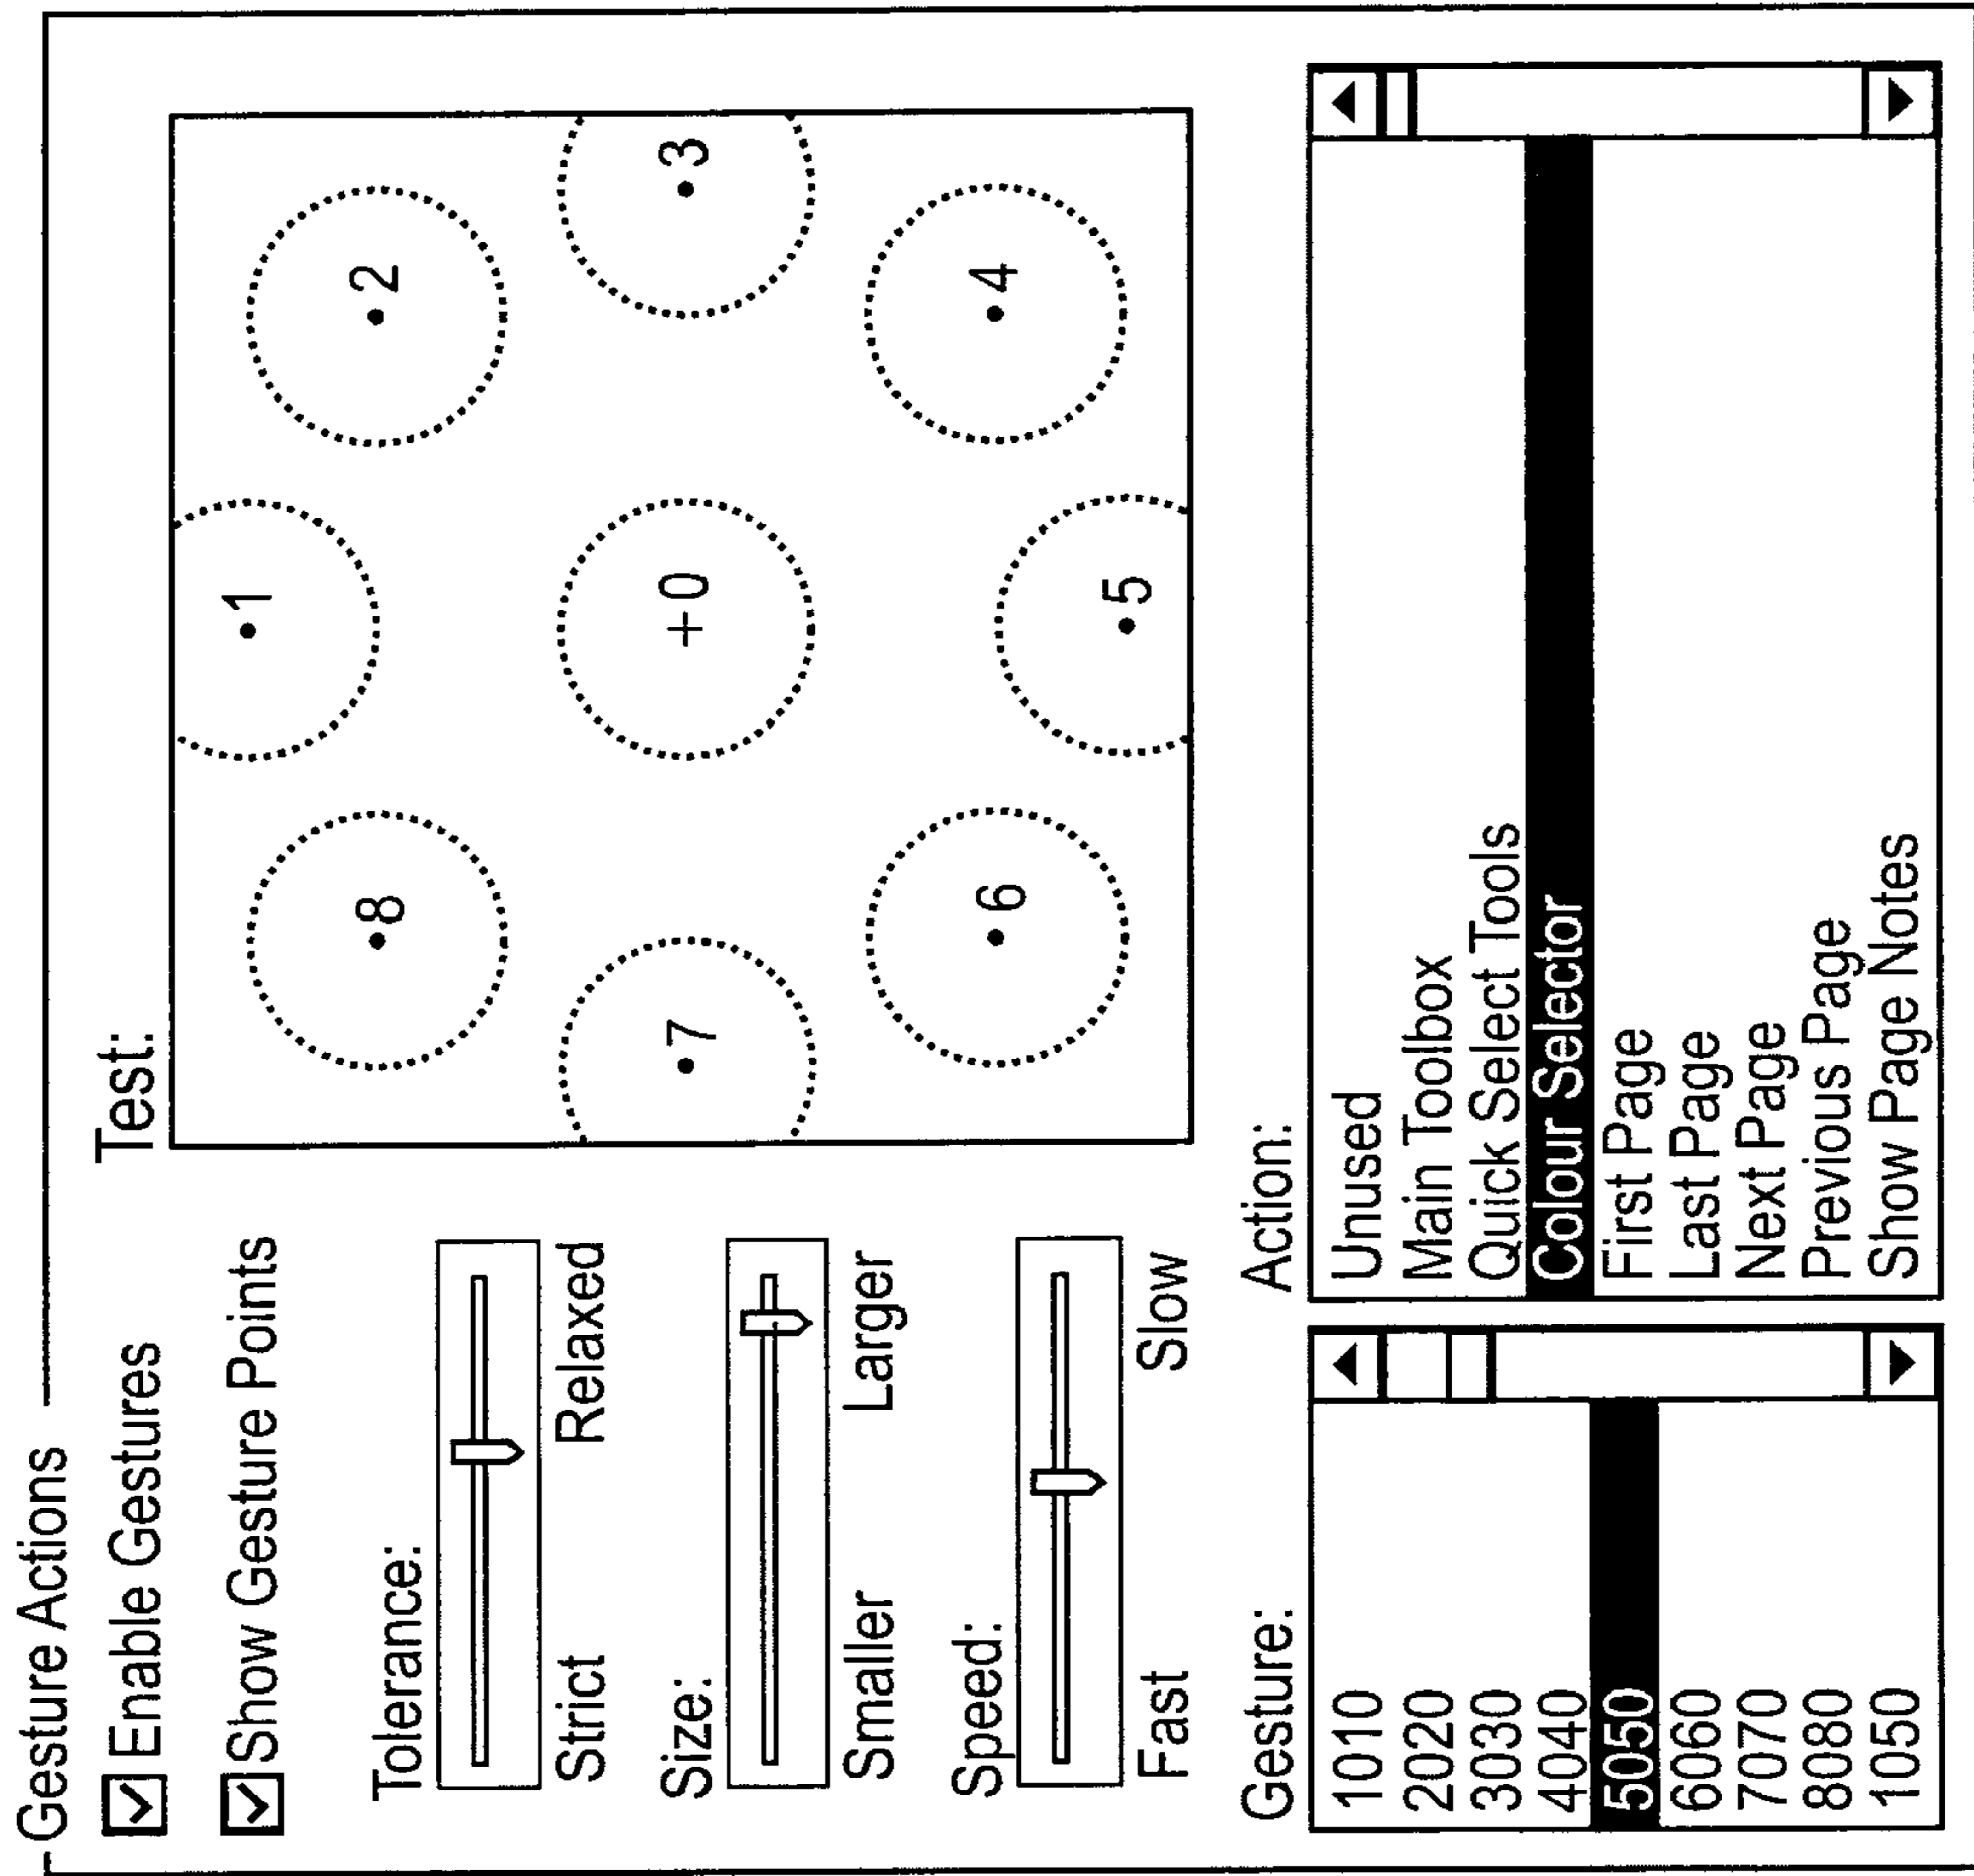 Gesture Actions
Enable Gestures
Show Gesture Points
Tolerance:
Strict Relaxed
Size:
Smaller Larger
Speed:
Fast Slow
Test:
1
8 2
7 +0 3
6 4
5
Gesture:
1010
2020
3030
4040
5050
6060
7070
8080
1050
Action:
Unused
Main Toolbox
Quick Select Tools
Colour Selector
First Page
Last Page
Next Page
Previous Page
Show Page Notes